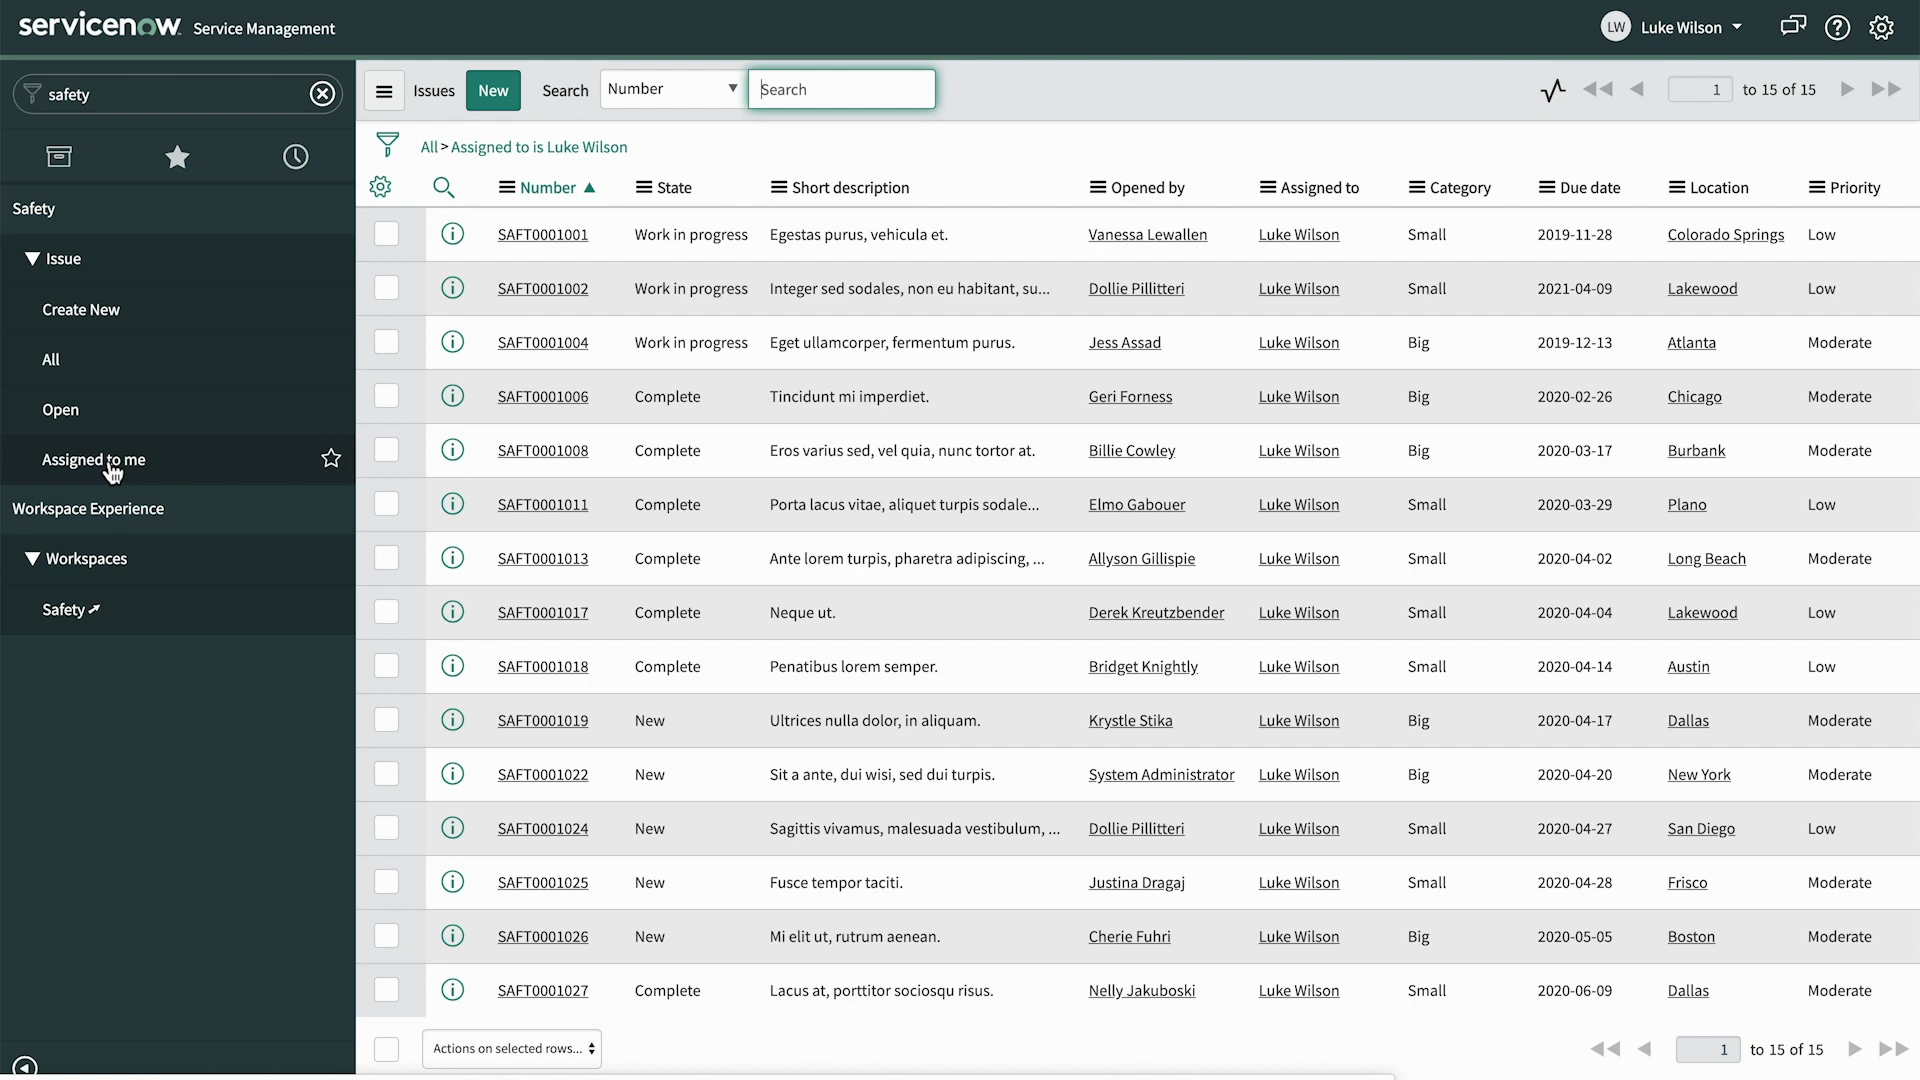 servicenow. Service Management
LW Luke Wilson
safety
Issues New Search Number Search 1 to 15 of 15
All > Assigned to is Luke Wilson
Safety
Issue
Create New
All
Open
Assigned to me
Workspace Experience
Workspaces
Safety
Number State Short description Opened by Assigned to Category Due date Location Priority
SAFT0001001 Work in progress Egestas purus, vehicula et. Vanessa Lewallen Luke Wilson Small 2019-11-28 Colorado Springs Low
SAFT0001002 Work in progress Integer sed sodales, non eu habitant, su... Dollie Pillitteri Luke Wilson Small 2021-04-09 Lakewood Low
SAFT0001004 Work in progress Eget ullamcorper, fermentum purus. Jess Assad Luke Wilson Big 2019-12-13 Atlanta Moderate
SAFT0001006 Complete Tincidunt mi imperdiet. Geri Forness Luke Wilson Big 2020-02-26 Chicago Moderate
SAFT0001008 Complete Eros varius sed, vel quia, nunc tortor at. Billie Cowley Luke Wilson Big 2020-03-17 Burbank Moderate
SAFT0001011 Complete Porta lacus vitae, aliquet turpis sodale... Elmo Gabouer Luke Wilson Small 2020-03-29 Plano Low
SAFT0001013 Complete Ante lorem turpis, pharetra adipiscing, ... Allyson Gillispie Luke Wilson Small 2020-04-02 Long Beach Moderate
SAFT0001017 Complete Neque ut. Derek Kreutzbender Luke Wilson Small 2020-04-04 Lakewood Low
SAFT0001018 Complete Penatibus lorem semper. Bridget Knightly Luke Wilson Small 2020-04-14 Austin Low
SAFT0001019 New Ultrices nulla dolor, in aliquam. Krystle Stika Luke Wilson Big 2020-04-17 Dallas Moderate
SAFT0001022 New Sit a ante, dui wisi, sed dui turpis. System Administrator Luke Wilson Big 2020-04-20 New York Moderate
SAFT0001024 New Sagittis vivamus, malesuada vestibulum, ... Dollie Pillitteri Luke Wilson Small 2020-04-27 San Diego Low
SAFT0001025 New Fusce tempor taciti. Justina Dragaj Luke Wilson Small 2020-04-28 Frisco Moderate
SAFT0001026 New Mi elit ut, rutrum aenean. Cherie Fuhri Luke Wilson Big 2020-05-05 Boston Moderate
SAFT0001027 Complete Lacus at, porttitor sociosqu risus. Nelly Jakuboski Luke Wilson Small 2020-06-09 Dallas Moderate
Actions on selected rows... 1 to 15 of 15